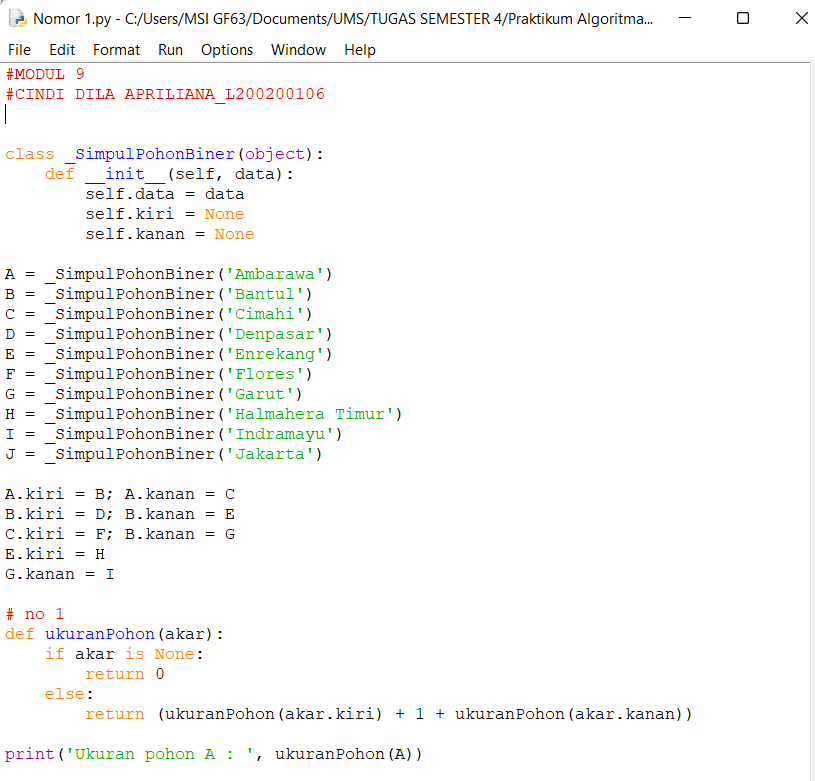 Nomor 1.py - C:/Users/MSI GF63/Documents/UMS/TUGAS SEMESTER 4/Praktikum Algoritma...
File Edit Format Run Options Window Help
#MODUL 9
#CINDI DILA APRILIANA_L200200106

class _SimpulPohonBiner(object):
    def __init__(self, data):
        self.data = data
        self.kiri = None
        self.kanan = None

A = _SimpulPohonBiner('Ambarawa')
B = _SimpulPohonBiner('Bantul')
C = _SimpulPohonBiner('Cimahi')
D = _SimpulPohonBiner('Denpasar')
E = _SimpulPohonBiner('Enrekang')
F = _SimpulPohonBiner('Flores')
G = _SimpulPohonBiner('Garut')
H = _SimpulPohonBiner('Halmahera Timur')
I = _SimpulPohonBiner('Indramayu')
J = _SimpulPohonBiner('Jakarta')

A.kiri = B; A.kanan = C
B.kiri = D; B.kanan = E
C.kiri = F; B.kanan = G
E.kiri = H
G.kanan = I

# no 1
def ukuranPohon(akar):
    if akar is None:
        return 0
    else:
        return (ukuranPohon(akar.kiri) + 1 + ukuranPohon(akar.kanan))

print('Ukuran pohon A : ', ukuranPohon(A))